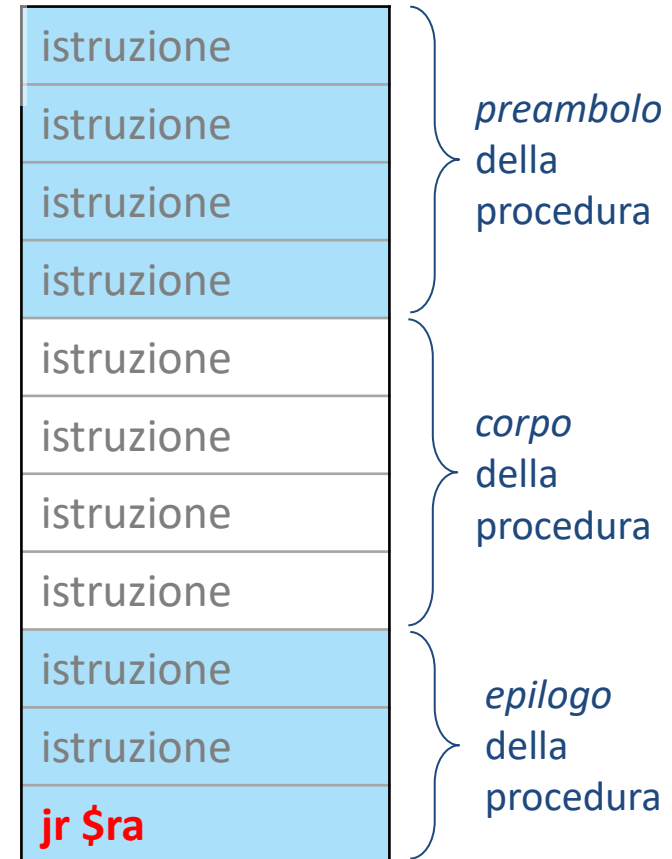 istruzione
istruzione
istruzione
istruzione
preambolo
della
procedura
istruzione
istruzione
istruzione
istruzione
corpo
della
procedura
istruzione
istruzione
jr $ra
epilogo
della
procedura